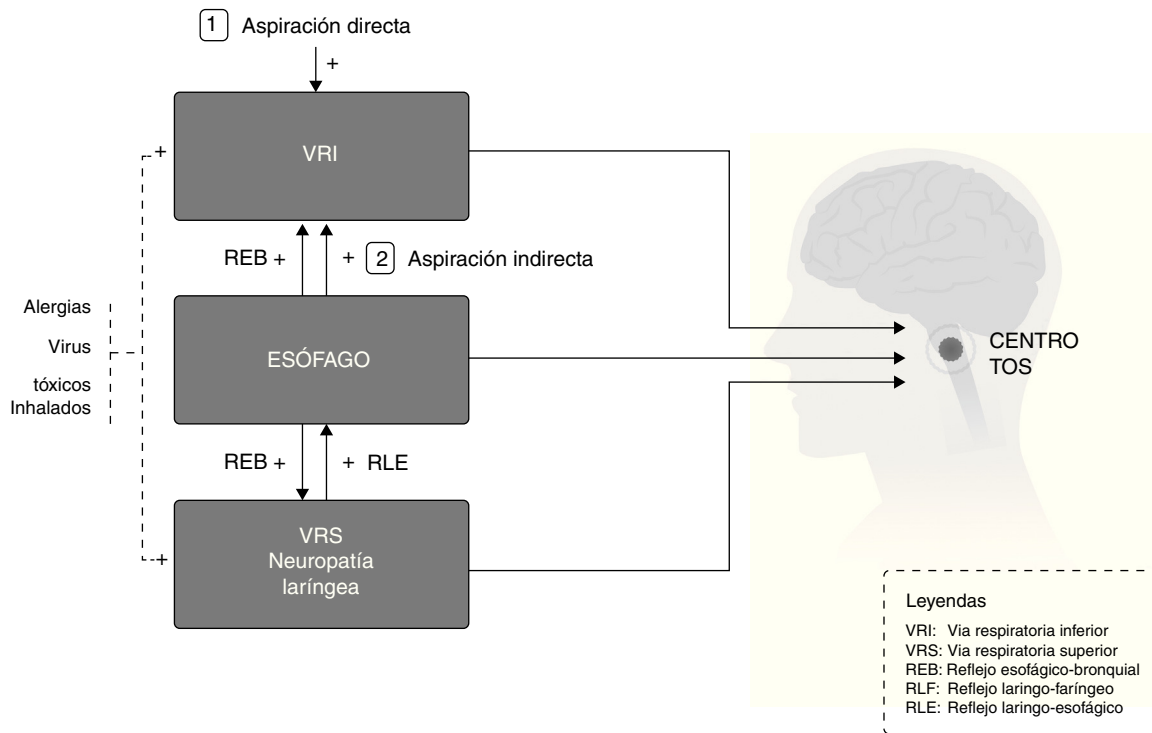 1 Aspiración directa
+
VRI
+
REB + + 2 Aspiración indirecta
Alergias
Virus
tóxicos
Inhalados
ESÓFAGO
CENTRO
TOS
REB + + RLE
+
VRS
Neuropatía
laríngea
Leyendas
VRI: Via respiratoria inferior
VRS: Via respiratoria superior
REB: Reflejo esofágico-bronquial
RLF: Reflejo laringo-faríngeo
RLE: Reflejo laringo-esofágico